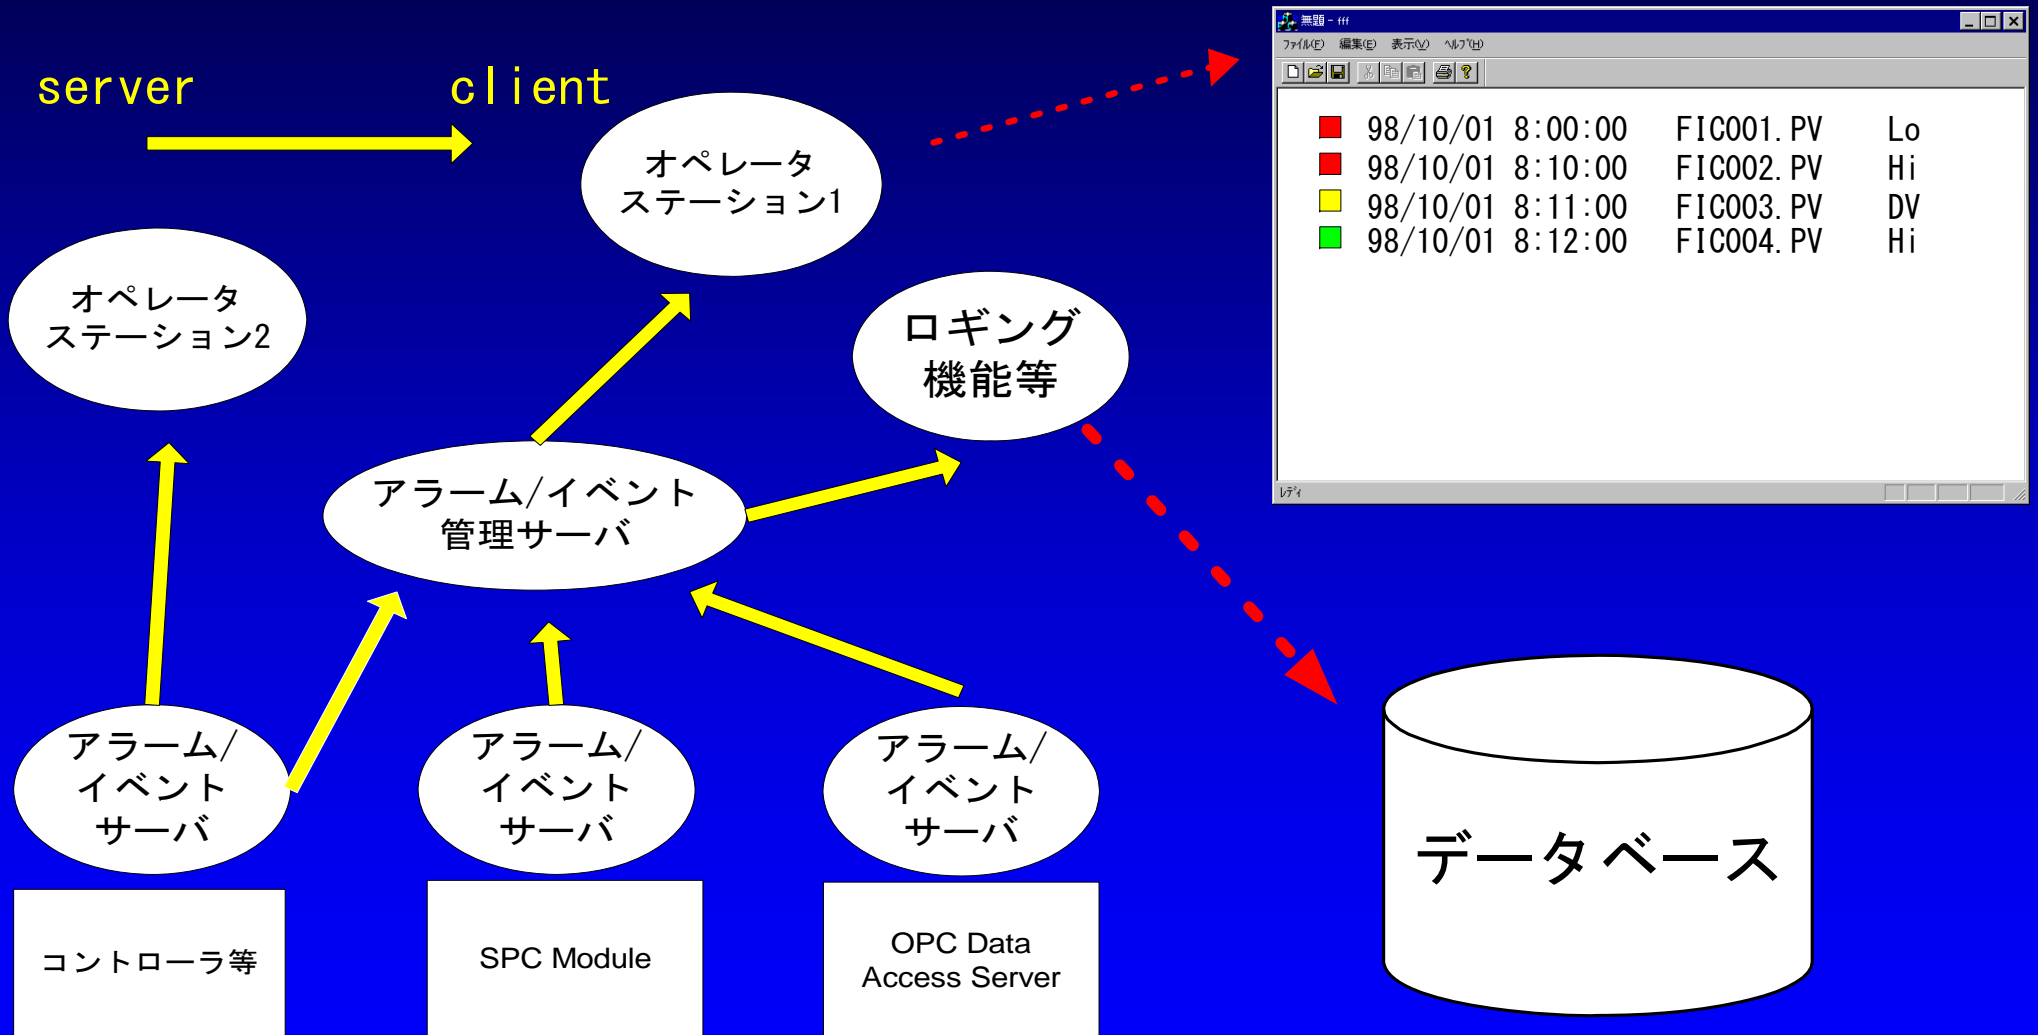 server
client
オペレータ
ステーション1
オペレータ
ステーション2
ロギング
機能等
アラーム/イベント
管理サーバ
アラーム/
イベント
サーバ
アラーム/
イベント
サーバ
アラーム/
イベント
サーバ
コントローラ等
SPC Module
OPC Data
Access Server
無題 - fff
ファイル(F) 編集(E) 表示(V) ヘルプ(H)
98/10/01 8:00:00 FIC001.PV Lo
98/10/01 8:10:00 FIC002.PV Hi
98/10/01 8:11:00 FIC003.PV DV
98/10/01 8:12:00 FIC004.PV Hi
レディ
データベース